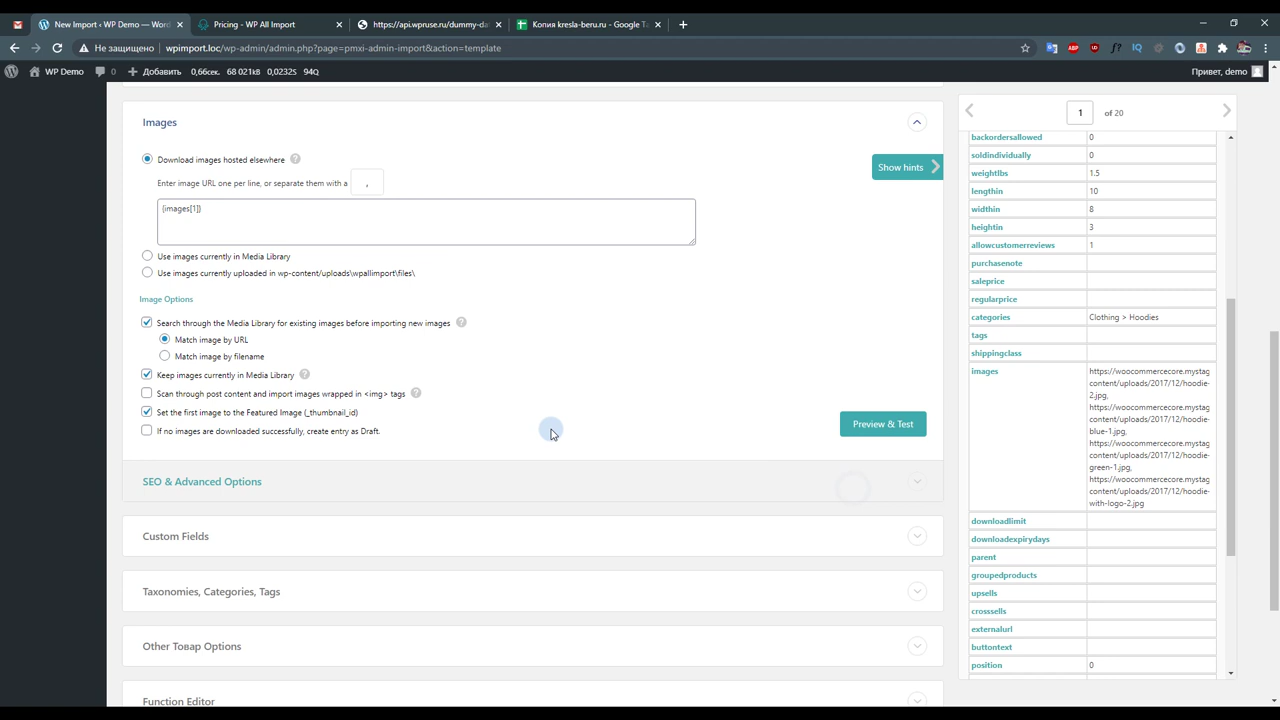 New Import ‹ WP Demo — Word
Pricing - WP All Import
https://api.wpruse.ru/dummy-da
Копия kresla-beru.ru - Google Та
Не защищено
wpimport.loc/wp-admin/admin.php?page=pmxi-admin-import&action=template
WP Demo
0
Добавить
0,66сек.
68 021kB
0,0232s
94Q
Привет, demo
Images
Download images hosted elsewhere
Show hints
Enter image URL one per line, or separate them with a
,
{images[1]}
Use images currently in Media Library
Use images currently uploaded in wp-content/uploads\wpallimport\files\
Image Options
Search through the Media Library for existing images before importing new images
Match image by URL
Match image by filename
Keep images currently in Media Library
Scan through post content and import images wrapped in <img> tags
Set the first image to the Featured Image (_thumbnail_id)
If no images are downloaded successfully, create entry as Draft.
Preview & Test
SEO & Advanced Options
Custom Fields
Taxonomies, Categories, Tags
Other Товар Options
Function Editor
1 of 20
backordersallowed 0
soldindividually 0
weightlbs 1.5
lengthin 10
widthin 8
heightin 3
allowcustomerreviews 1
purchasenote
saleprice
regularprice
categories Clothing > Hoodies
tags
shippingclass
images https://woocommercecore.mystag
content/uploads/2017/12/hoodie-
2.jpg,
https://woocommercecore.mystag
content/uploads/2017/12/hoodie-
blue-1.jpg,
https://woocommercecore.mystag
content/uploads/2017/12/hoodie-
green-1.jpg,
https://woocommercecore.mystag
content/uploads/2017/12/hoodie-
with-logo-2.jpg
downloadlimit
downloadexpirydays
parent
groupedproducts
upsells
crosssells
externalurl
buttontext
position 0